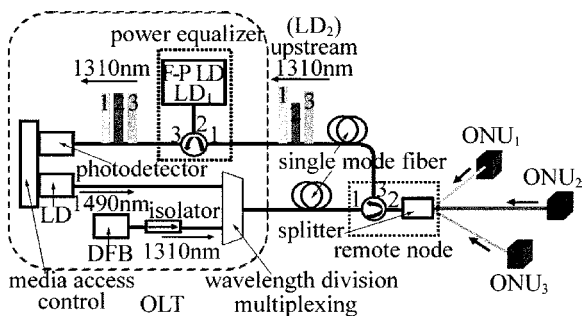 power equalizer
(LD2)
upstream
1310nm
1310nm
F-P LD
LD1
1 2 3
1 2 3
3 2 1
photodetector
single mode fiber
LD
1490nm
isolator
DFB
1310nm
splitter
1 2 3
remote node
ONU1
ONU2
ONU3
media access
control
OLT
wavelength division
multiplexing